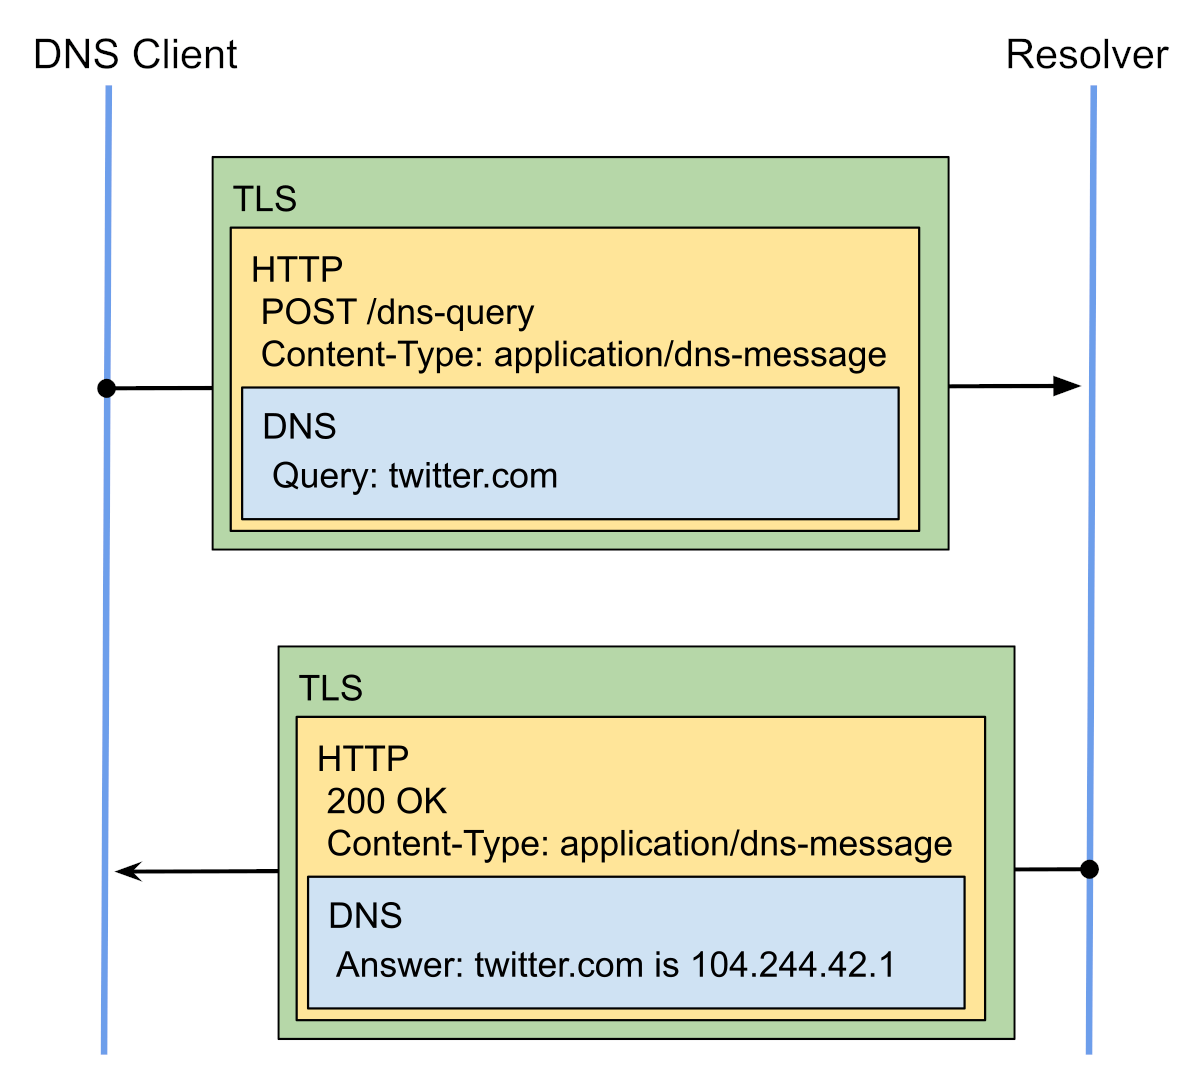 DNS Client
Resolver
TLS
HTTP
POST /dns-query
Content-Type: application/dns-message
DNS
Query: twitter.com
TLS
HTTP
200 OK
Content-Type: application/dns-message
DNS
Answer: twitter.com is 104.244.42.1